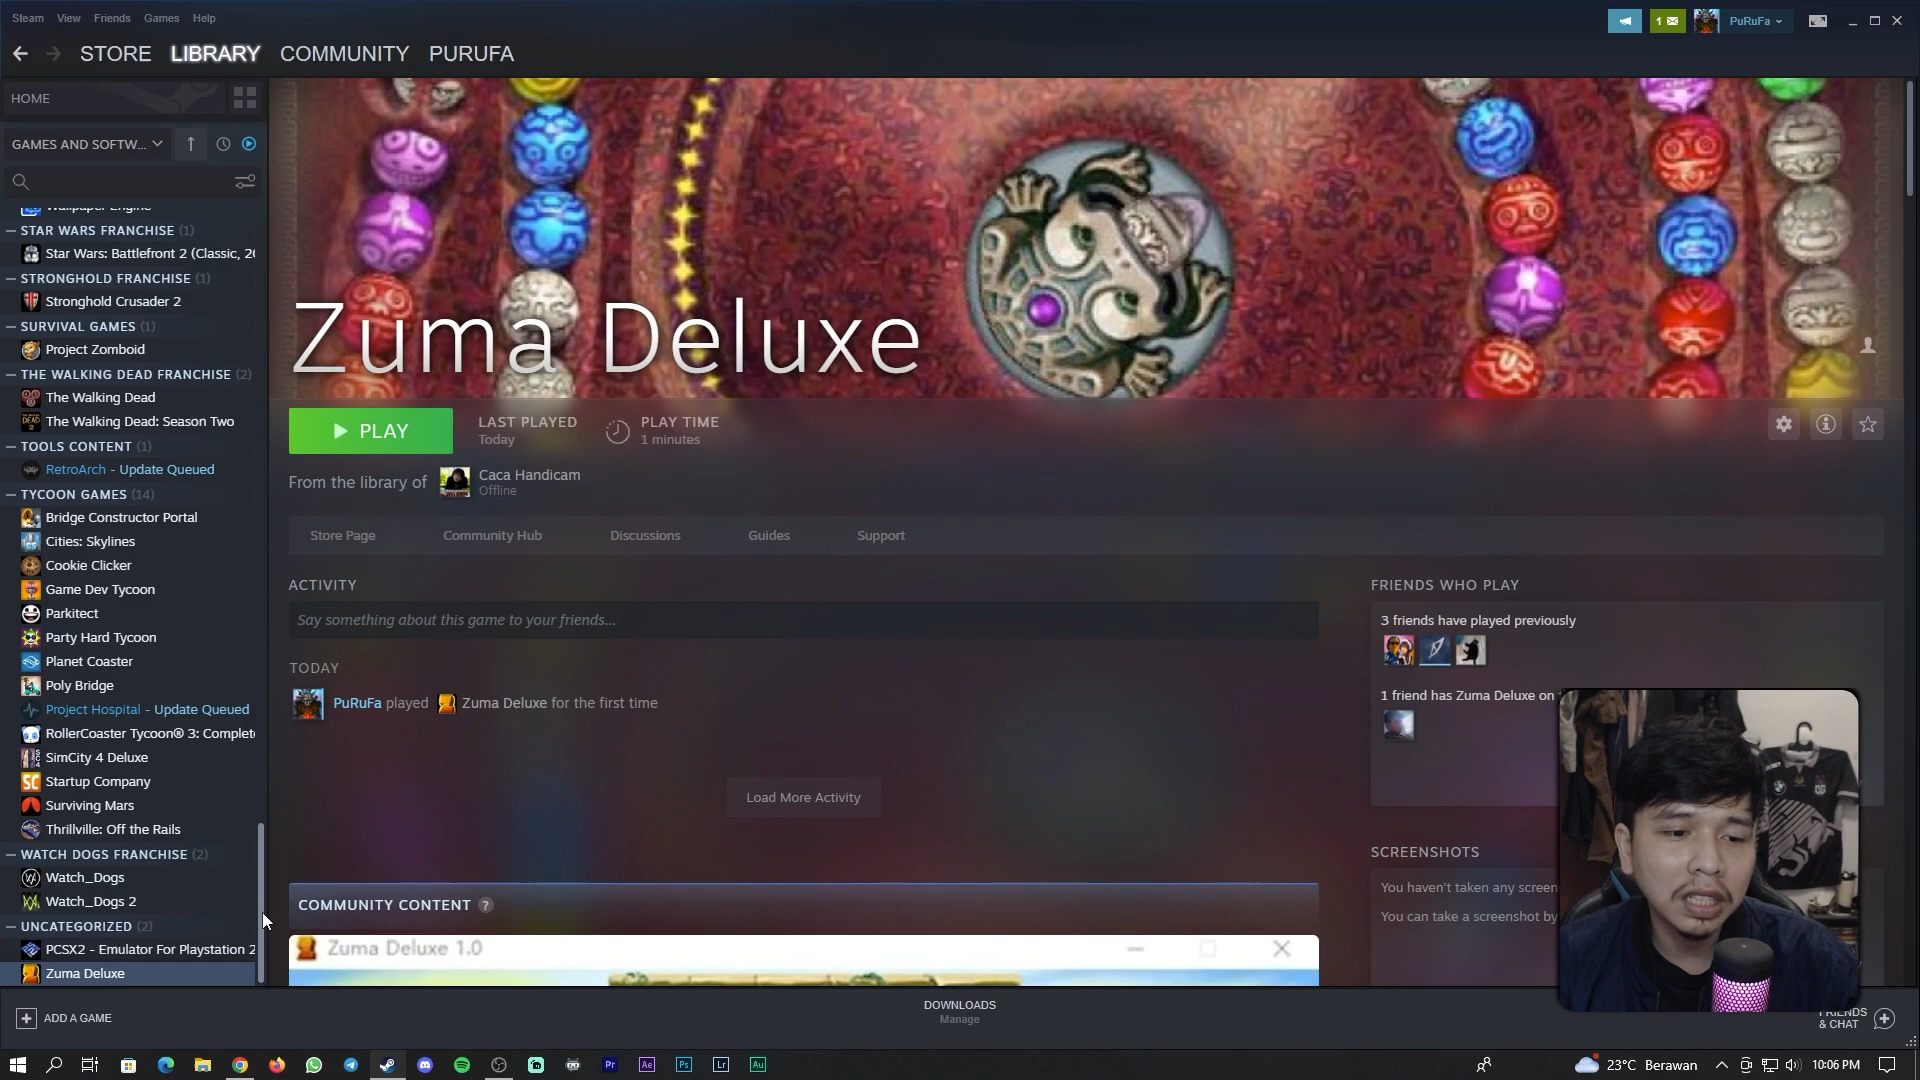 Steam View Friends Games Help
1
PuRuFa
STORE LIBRARY COMMUNITY PURUFA
HOME
GAMES AND SOFTW...
Wallpaper Engine
STAR WARS FRANCHISE (1)
Star Wars: Battlefront 2 (Classic, 20
STRONGHOLD FRANCHISE (1)
Stronghold Crusader 2
SURVIVAL GAMES (1)
Project Zomboid
THE WALKING DEAD FRANCHISE (2)
The Walking Dead
The Walking Dead: Season Two
TOOLS CONTENT (1)
RetroArch - Update Queued
TYCOON GAMES (14)
Bridge Constructor Portal
Cities: Skylines
Cookie Clicker
Game Dev Tycoon
Parkitect
Party Hard Tycoon
Planet Coaster
Poly Bridge
Project Hospital - Update Queued
RollerCoaster Tycoon® 3: Complete
SimCity 4 Deluxe
Startup Company
Surviving Mars
Thrillville: Off the Rails
WATCH DOGS FRANCHISE (2)
Watch_Dogs
Watch_Dogs 2
UNCATEGORIZED (2)
PCSX2 - Emulator For Playstation 2
Zuma Deluxe
ADD A GAME
Zuma Deluxe
PLAY
LAST PLAYED
Today
PLAY TIME
1 minutes
From the library of
Caca Handicam
Offline
Store Page Community Hub Discussions Guides Support
ACTIVITY
Say something about this game to your friends...
TODAY
PuRuFa played Zuma Deluxe for the first time
Load More Activity
COMMUNITY CONTENT ?
Zuma Deluxe 1.0
FRIENDS WHO PLAY
3 friends have played previously
1 friend has Zuma Deluxe on
SCREENSHOTS
You haven't taken any screen
You can take a screenshot by
DOWNLOADS
Manage
FRIENDS
& CHAT
Pr Ae Ps Lr Au
23°C Berawan
10:06 PM